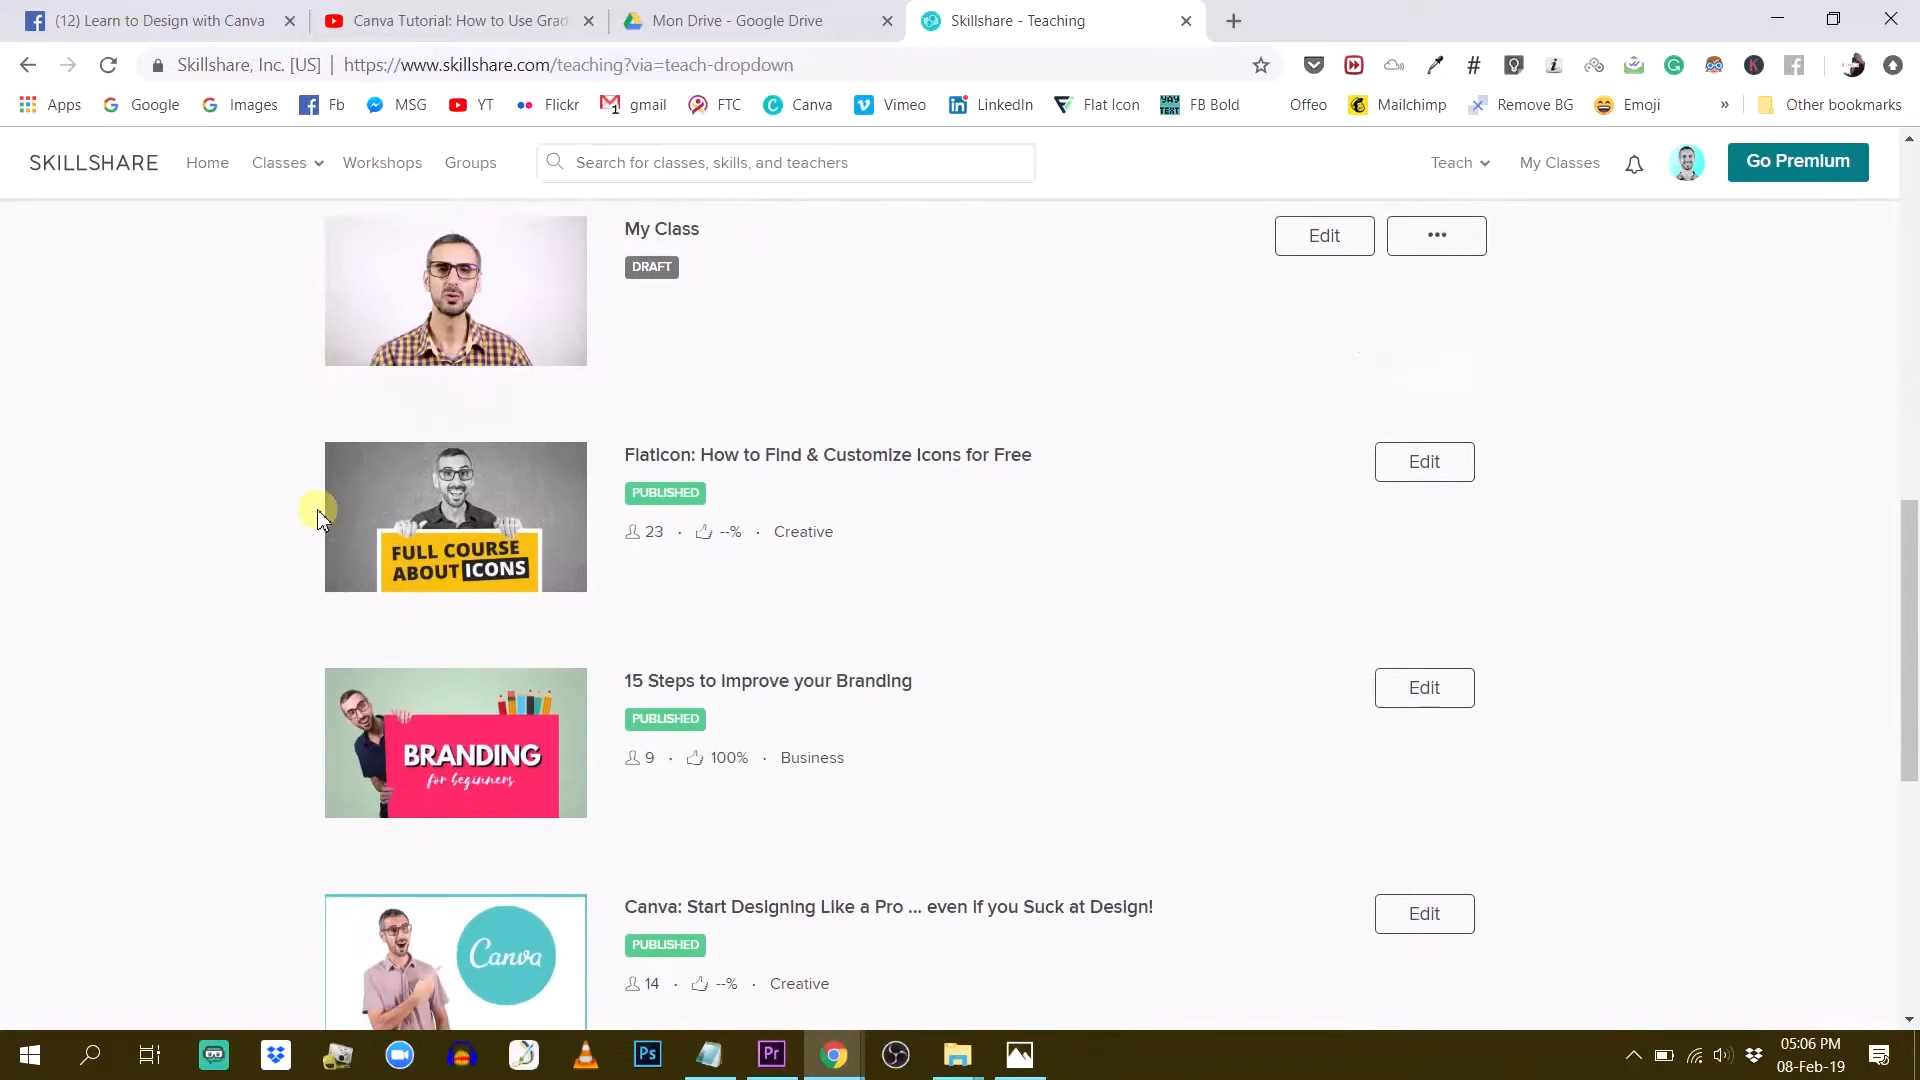 (12) Learn to Design with Canva
Canva Tutorial: How to Use Grad
Mon Drive - Google Drive
Skillshare - Teaching
Skillshare, Inc. [US] | https://www.skillshare.com/teaching?via=teach-dropdown
Apps Google Images Fb MSG YT Flickr gmail FTC Canva Vimeo LinkedIn Flat Icon FB Bold Offeo Mailchimp Remove BG Emoji » Other bookmarks
SKILLSHARE Home Classes Workshops Groups Search for classes, skills, and teachers Teach My Classes Go Premium
My Class
DRAFT
Edit •••
FlatIcon: How to Find & Customize Icons for Free
PUBLISHED
23 · --% · Creative
Edit
FULL COURSE
ABOUT ICONS
15 Steps to Improve your Branding
PUBLISHED
9 · 100% · Business
Edit
BRANDING
for beginners
Canva: Start Designing Like a Pro ... even if you Suck at Design!
PUBLISHED
14 · --% · Creative
Edit
Canva
Ps
Pr
05:06 PM
08-Feb-19